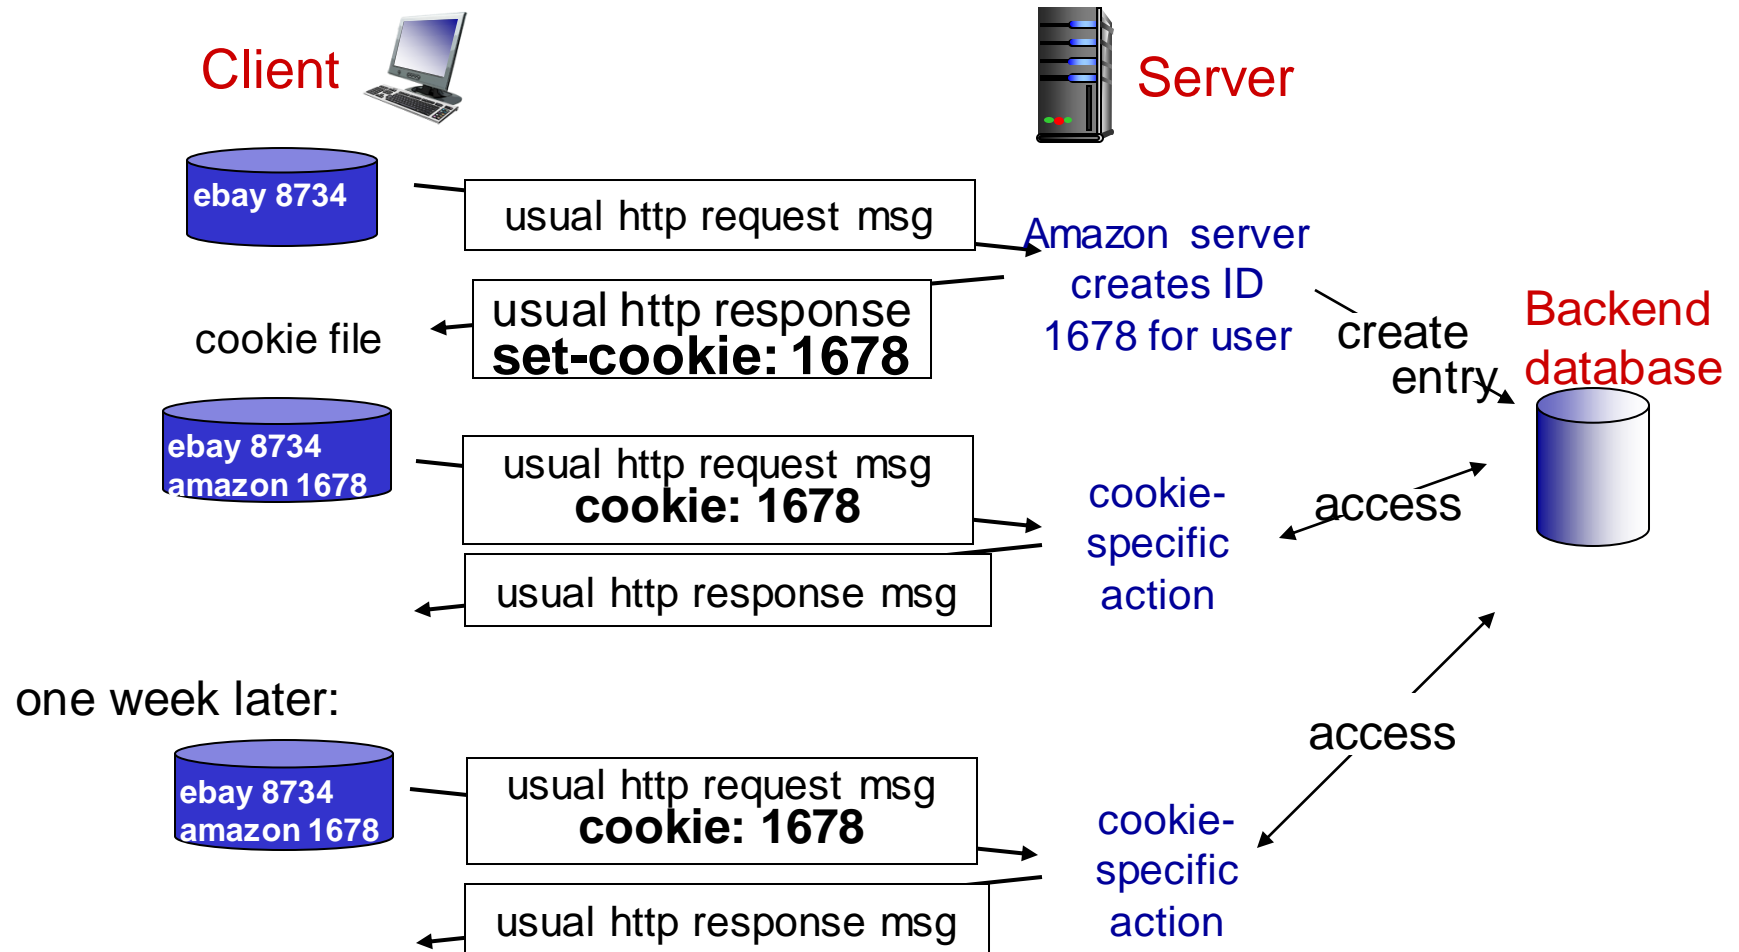 Client
Server
ebay 8734
usual http request msg
Amazon server
creates ID
1678 for user
usual http response
set-cookie: 1678
cookie file
create
entry
Backend
database
ebay 8734
amazon 1678
usual http request msg
cookie: 1678
cookie-
specific
action
access
usual http response msg
one week later:
access
ebay 8734
amazon 1678
usual http request msg
cookie: 1678
cookie-
specific
action
usual http response msg